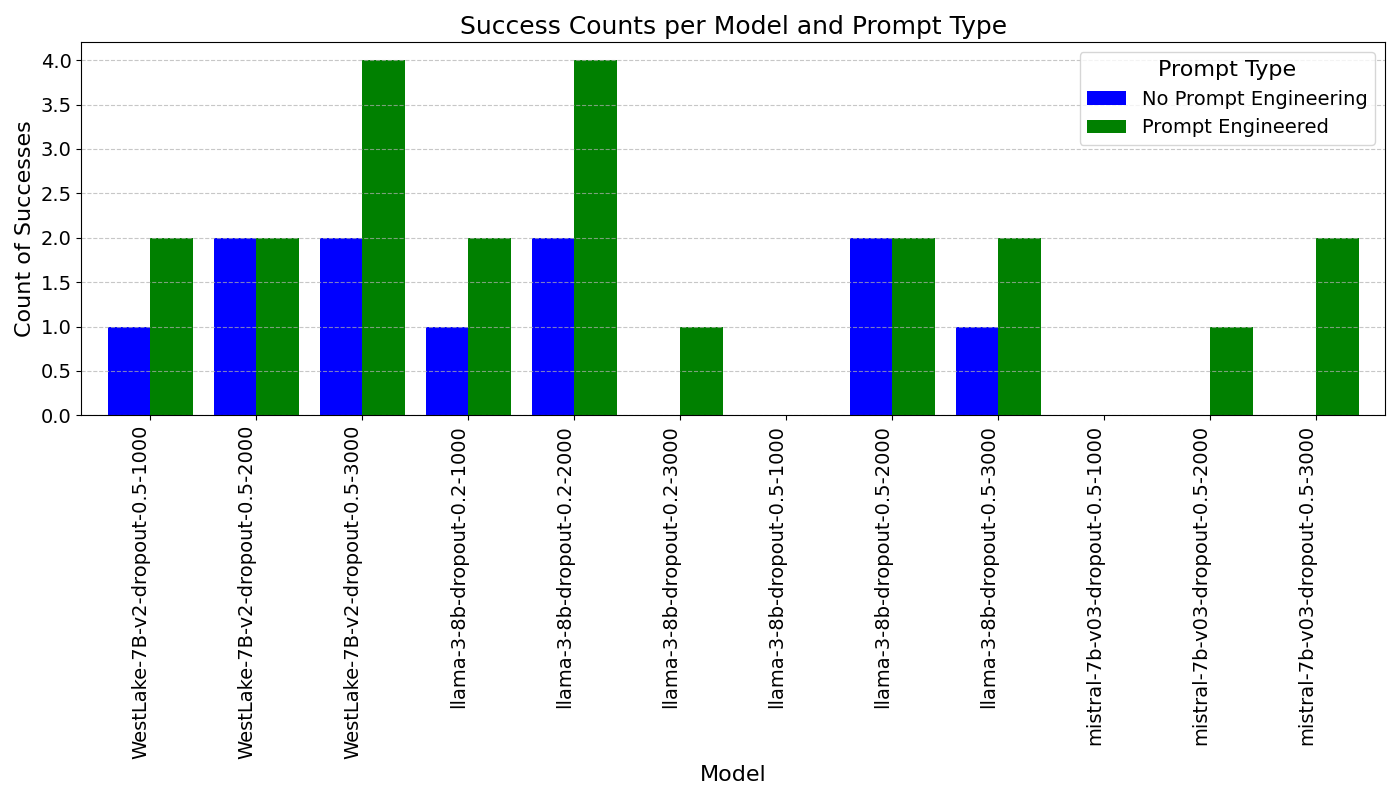 Success Counts per Model and Prompt Type
Count of Successes
4.0
3.5
3.0
2.5
2.0
1.5
1.0
0.5
0.0
Prompt Type
No Prompt Engineering
Prompt Engineered
WestLake-7B-v2-dropout-0.5-1000
WestLake-7B-v2-dropout-0.5-2000
WestLake-7B-v2-dropout-0.5-3000
llama-3-8b-dropout-0.2-1000
llama-3-8b-dropout-0.2-2000
llama-3-8b-dropout-0.2-3000
llama-3-8b-dropout-0.5-1000
llama-3-8b-dropout-0.5-2000
llama-3-8b-dropout-0.5-3000
mistral-7b-v03-dropout-0.5-1000
mistral-7b-v03-dropout-0.5-2000
mistral-7b-v03-dropout-0.5-3000
Model